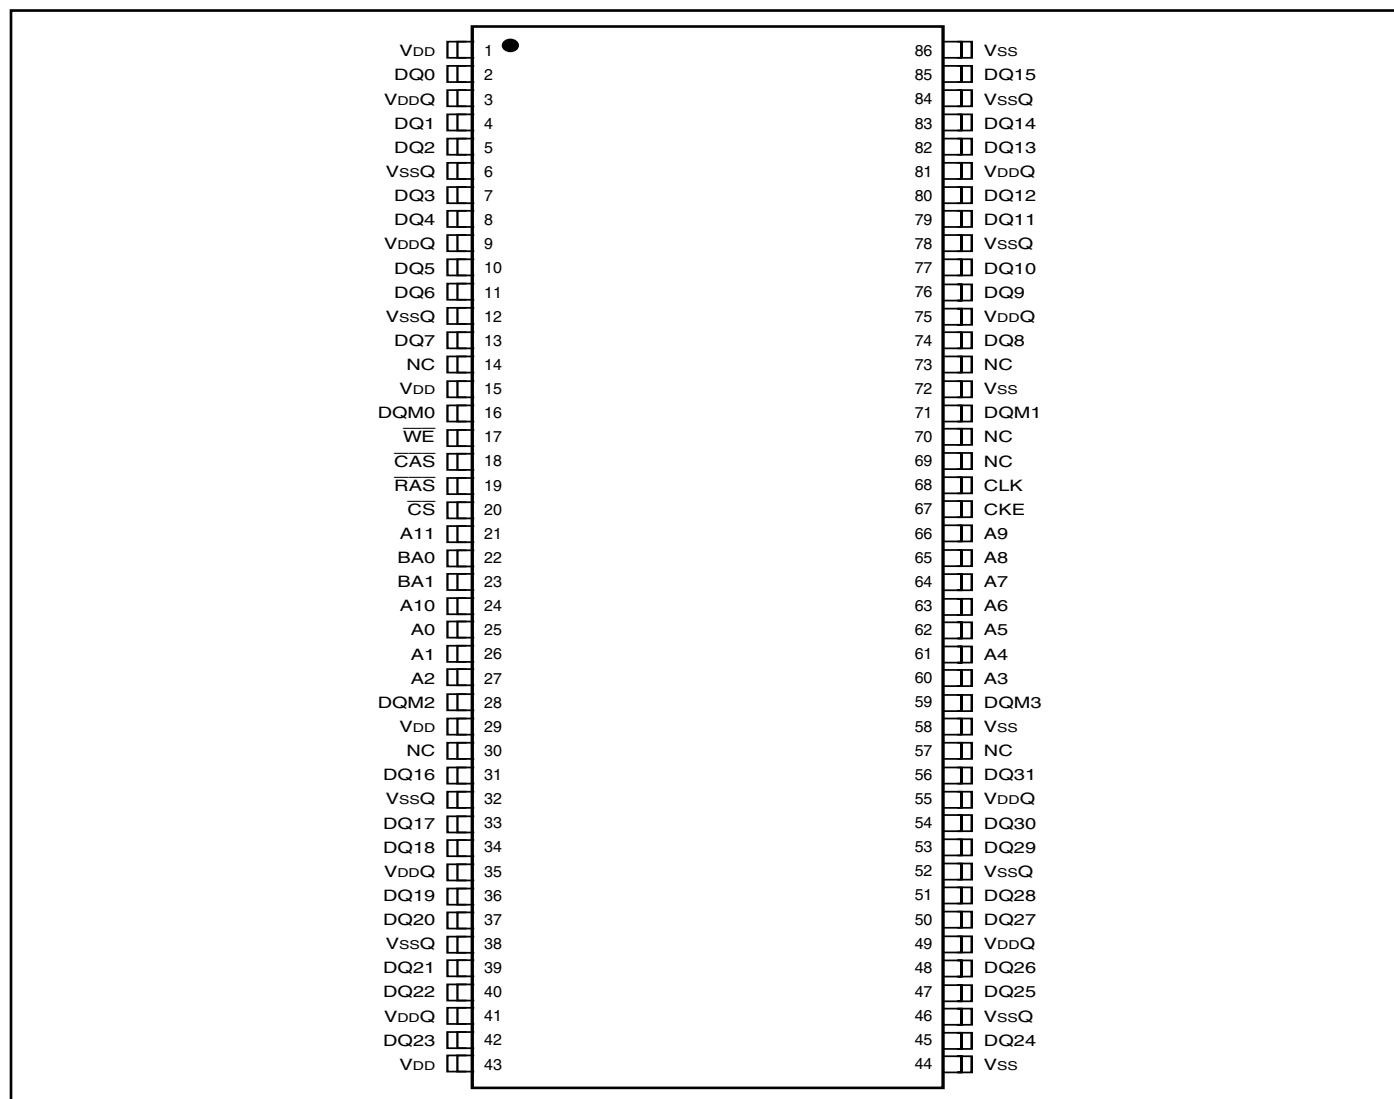 VDD 1 86 VSS
DQ0 2 85 DQ15
VDDQ 3 84 VSSQ
DQ1 4 83 DQ14
DQ2 5 82 DQ13
VSSQ 6 81 VDDQ
DQ3 7 80 DQ12
DQ4 8 79 DQ11
VDDQ 9 78 VSSQ
DQ5 10 77 DQ10
DQ6 11 76 DQ9
VSSQ 12 75 VDDQ
DQ7 13 74 DQ8
NC 14 73 NC
VDD 15 72 VSS
DQM0 16 71 DQM1
W̅E̅ 17 70 NC
C̅A̅S̅ 18 69 NC
R̅A̅S̅ 19 68 CLK
C̅S̅ 20 67 CKE
A11 21 66 A9
BA0 22 65 A8
BA1 23 64 A7
A10 24 63 A6
A0 25 62 A5
A1 26 61 A4
A2 27 60 A3
DQM2 28 59 DQM3
VDD 29 58 VSS
NC 30 57 NC
DQ16 31 56 DQ31
VSSQ 32 55 VDDQ
DQ17 33 54 DQ30
DQ18 34 53 DQ29
VDDQ 35 52 VSSQ
DQ19 36 51 DQ28
DQ20 37 50 DQ27
VSSQ 38 49 VDDQ
DQ21 39 48 DQ26
DQ22 40 47 DQ25
VDDQ 41 46 VSSQ
DQ23 42 45 DQ24
VDD 43 44 VSS